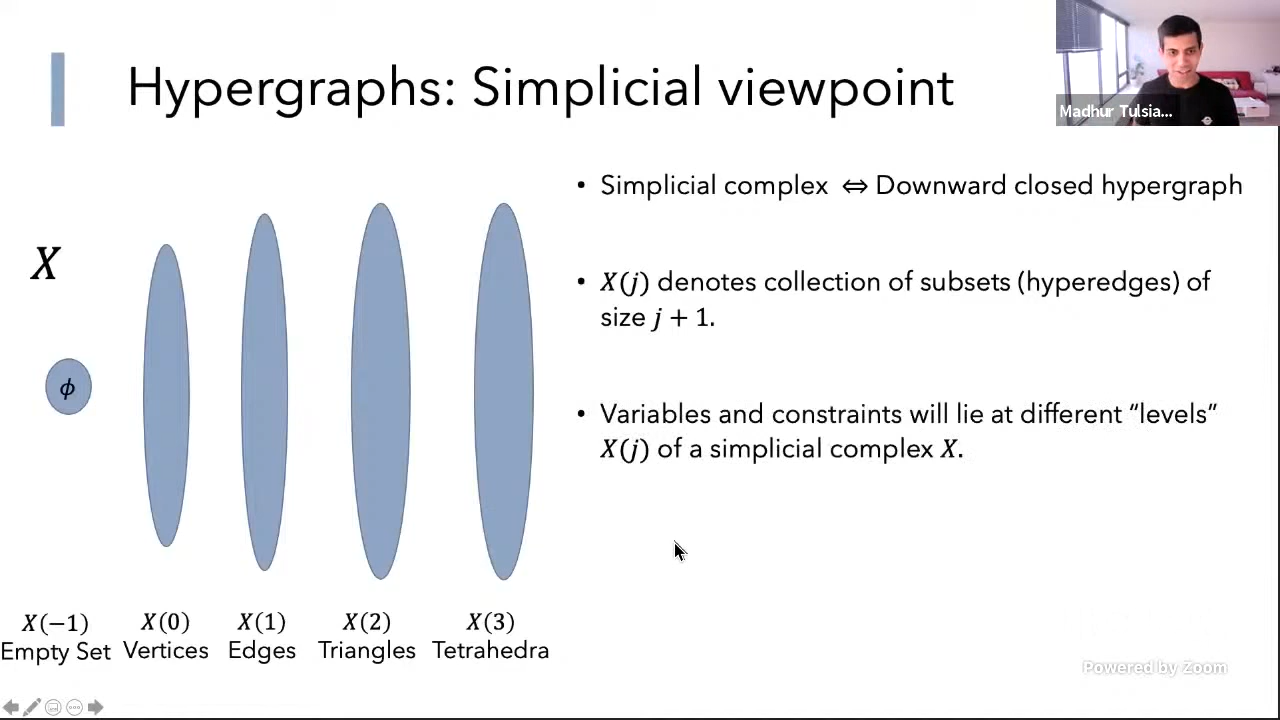 Hypergraphs: Simplicial viewpoint
Madhur Tulsia...
• Simplicial complex ⇔ Downward closed hypergraph
X
• X(j) denotes collection of subsets (hyperedges) of
size j + 1.
ϕ
• Variables and constraints will lie at different “levels”
X(j) of a simplicial complex X.
X(−1) X(0) X(1) X(2) X(3)
Empty Set Vertices Edges Triangles Tetrahedra
Powered by Zoom